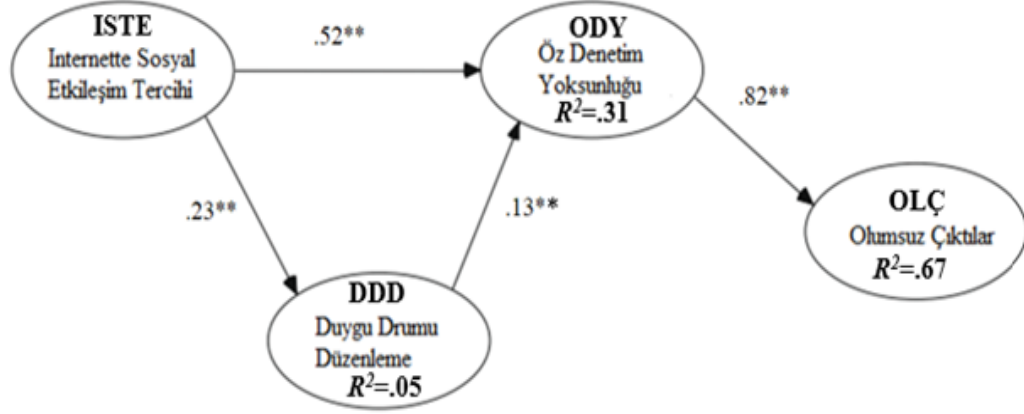 ISTE
Internette Sosyal
Etkileşim Tercihi
.52**
ODY
Öz Denetim
Yoksunluğu
R²=.31
.82**
.23**
.13**
OLÇ
Olumsuz Çıktılar
R²=.67
DDD
Duygu Drumu
Düzenleme
R²=.05